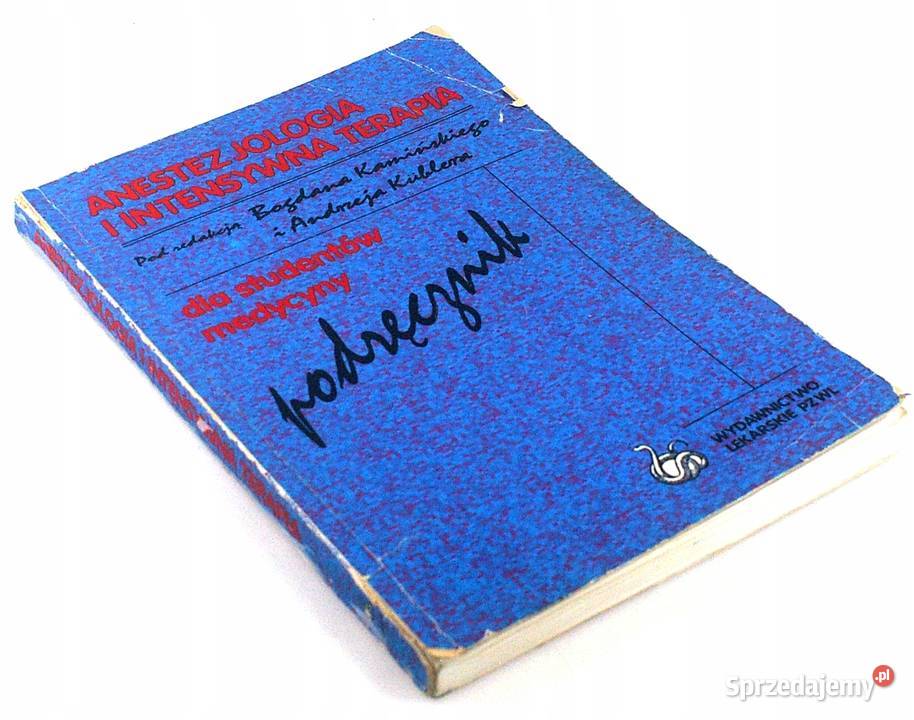 ANESTEZJOLOGIA
I INTENSYWNA TERAPIA
Pod redakcją Bogdana Kamińskiego
i Andrzeja Küblera
dla studentów
medycyny
podręcznik
WYDAWNICTWO
LEKARSKIE PZWL
ANESTEZJOLOGIA I INTENSYWNA TERAPIA
Sprzedajemy.pl